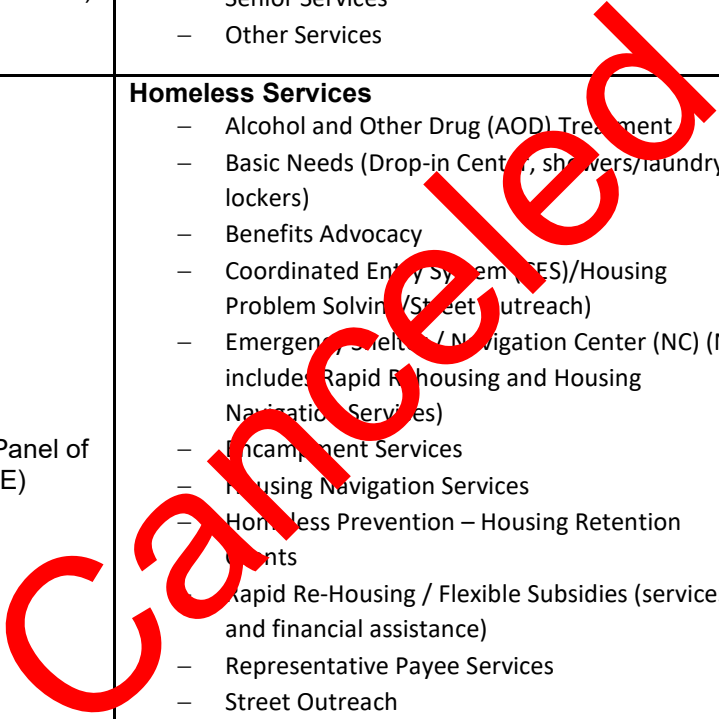 Senior Services
– Other Services
Homeless Services
– Alcohol and Other Drug (AOD) Treatment
– Basic Needs (Drop-in Center, showers/laundry
lockers)
– Benefits Advocacy
– Coordinated Entry System (CES)/Housing
Problem Solving/Street Outreach)
– Emergency Shelter / Navigation Center (NC) (
includes Rapid Rehousing and Housing
Navigation Services)
Panel of
– Encampment Services
E)
– Housing Navigation Services
– Homeless Prevention – Housing Retention
Grants
– Rapid Re-Housing / Flexible Subsidies (service
and financial assistance)
– Representative Payee Services
– Street Outreach
Canceled